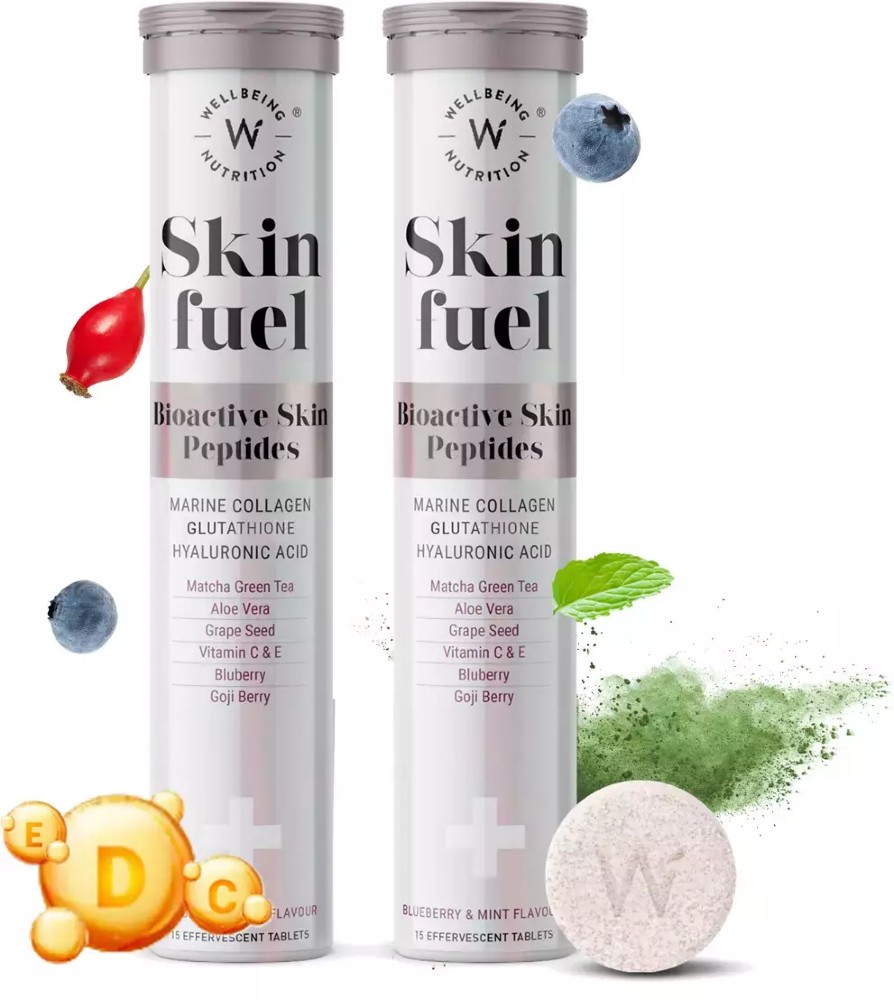 WELLBEING
W
NUTRITION
®
Skin
fuel
Bioactive Skin
Peptides
MARINE COLLAGEN
GLUTATHIONE
HYALURONIC ACID
Matcha Green Tea
Aloe Vera
Grape Seed
Vitamin C & E
Bluberry
Goji Berry
FLAVOUR
15 EFFERVESCENT TABLETS
WELLBEING
W
NUTRITION
®
Skin
fuel
Bioactive Skin
Peptides
MARINE COLLAGEN
GLUTATHIONE
HYALURONIC ACID
Matcha Green Tea
Aloe Vera
Grape Seed
Vitamin C & E
Bluberry
Goji Berry
BLUEBERRY & MINT
15 EFFERVESCENT TABLETS
E
D
C
W